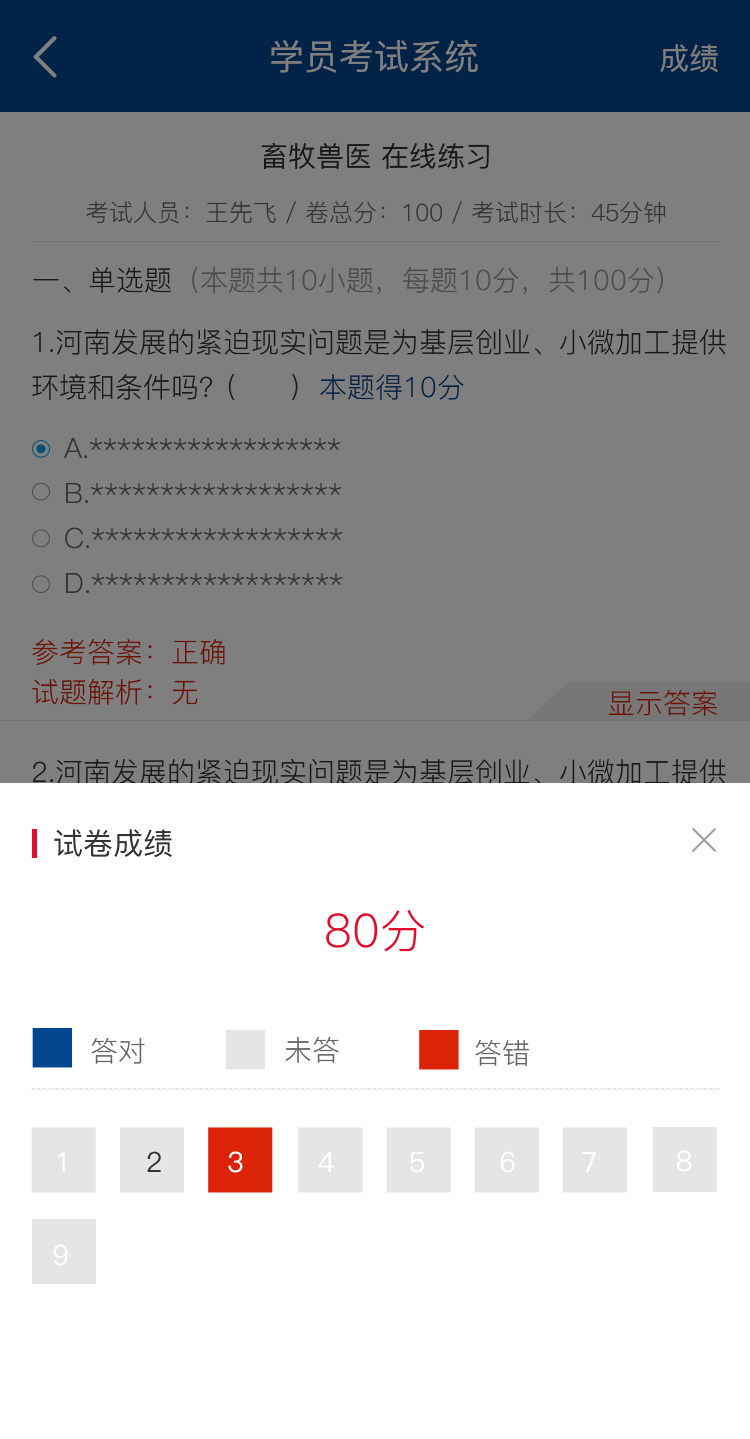 学员考试系统 成绩
畜牧兽医 在线练习
考试人员：王先飞 / 卷总分：100 / 考试时长：45分钟
一、单选题（本题共10小题，每题10分，共100分）
1.河南发展的紧迫现实问题是为基层创业、小微加工提供
环境和条件吗?（ ）本题得10分
A.******************
B.******************
C.******************
D.******************
参考答案：正确
试题解析：无
显示答案
2.河南发展的紧迫现实问题是为基层创业、小微加工提供
试卷成绩
80分
答对 未答 答错
1 2 3 4 5 6 7 8
9